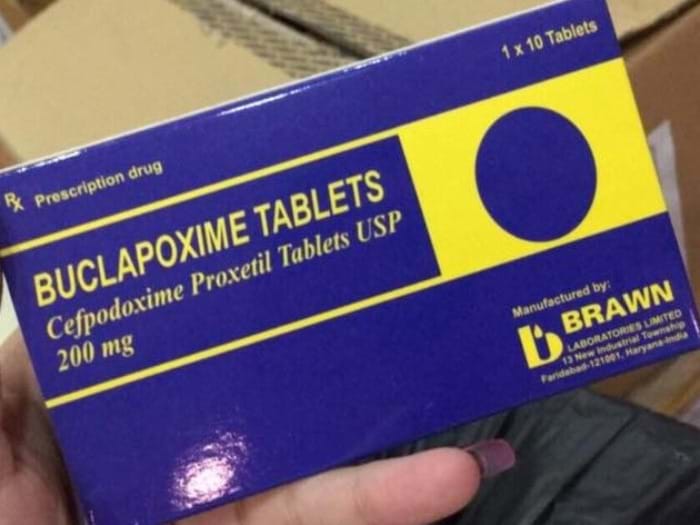 1 x 10 Tablets
Rx Prescription drug
BUCLAPOXIME TABLETS
Cefpodoxime Proxetil Tablets USP
200 mg
Manufactured by:
BRAWN
LABORATORIES LIMITED
13 New Industrial Township
Faridabad-121001, Haryana-India